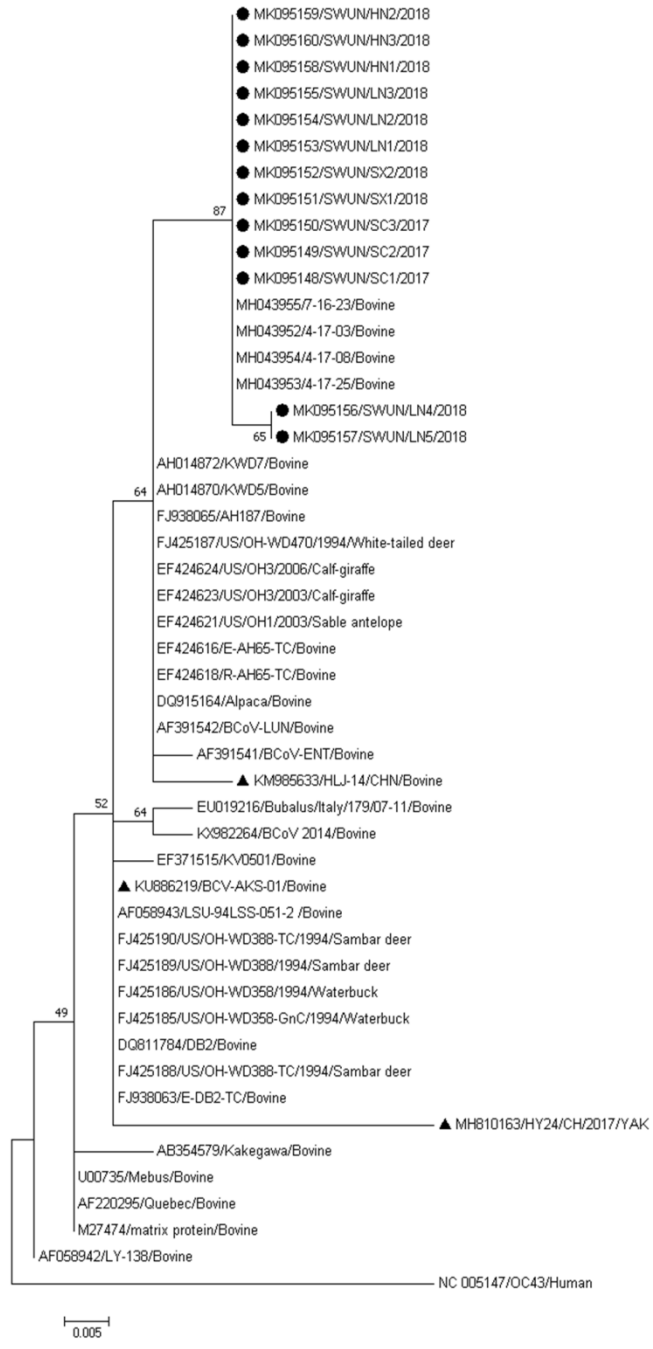 MK095159/SWUN/HN2/2018
MK095160/SWUN/HN3/2018
MK095158/SWUN/HN1/2018
MK095155/SWUN/LN3/2018
MK095154/SWUN/LN2/2018
MK095153/SWUN/LN1/2018
MK095152/SWUN/SX2/2018
MK095151/SWUN/SX1/2018
87
MK095150/SWUN/SC3/2017
MK095149/SWUN/SC2/2017
MK095148/SWUN/SC1/2017
MH043955/7-16-23/Bovine
MH043952/4-17-03/Bovine
MH043954/4-17-08/Bovine
MH043953/4-17-25/Bovine
MK095156/SWUN/LN4/2018
65
MK095157/SWUN/LN5/2018
AH014872/KWD7/Bovine
64
AH014870/KWD5/Bovine
FJ938065/AH187/Bovine
FJ425187/US/OH-WD470/1994/White-tailed deer
EF424624/US/OH3/2006/Calf-giraffe
EF424623/US/OH3/2003/Calf-giraffe
EF424621/US/OH1/2003/Sable antelope
EF424616/E-AH65-TC/Bovine
EF424618/R-AH65-TC/Bovine
DQ915164/Alpaca/Bovine
AF391542/BCoV-LUN/Bovine
AF391541/BCoV-ENT/Bovine
KM985633/HLJ-14/CHN/Bovine
52
64
EU019216/Bubalus/Italy/179/07-11/Bovine
KX982264/BCoV 2014/Bovine
EF371515/KV0501/Bovine
KU886219/BCV-AKS-01/Bovine
AF058943/LSU-94LSS-051-2 /Bovine
FJ425190/US/OH-WD388-TC/1994/Sambar deer
FJ425189/US/OH-WD388/1994/Sambar deer
FJ425186/US/OH-WD358/1994/Waterbuck
49
FJ425185/US/OH-WD358-GnC/1994/Waterbuck
DQ811784/DB2/Bovine
FJ425188/US/OH-WD388-TC/1994/Sambar deer
FJ938063/E-DB2-TC/Bovine
MH810163/HY24/CH/2017/YAK
AB354579/Kakegawa/Bovine
U00735/Mebus/Bovine
AF220295/Quebec/Bovine
M27474/matrix protein/Bovine
AF058942/LY-138/Bovine
NC 005147/OC43/Human
0.005